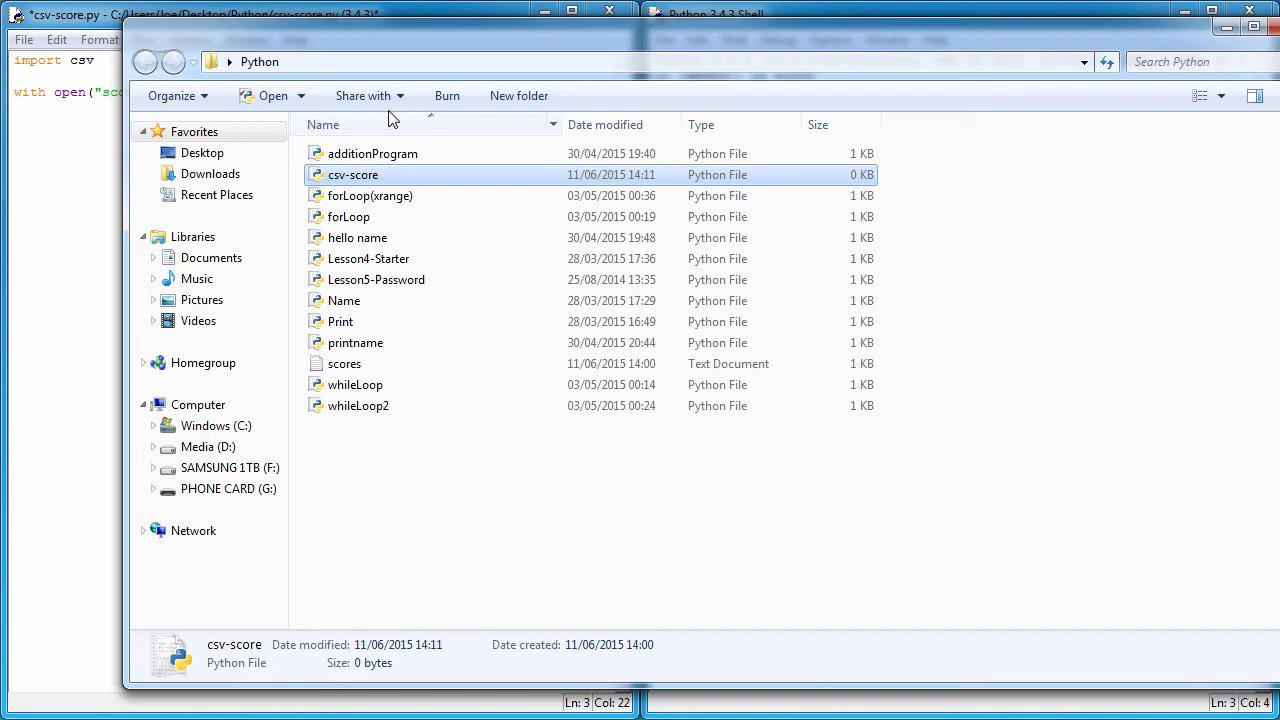 *csv-score.py - C:/Users/Joe/Desktop/Python/csv-score.py (3.4.3)*
Python 3.4.3 Shell
File Edit Format
import csv
with open("sco
Python
Search Python
Organize Open Share with Burn New folder
Name Date modified Type Size
additionProgram 30/04/2015 19:40 Python File 1 KB
csv-score 11/06/2015 14:11 Python File 0 KB
forLoop(xrange) 03/05/2015 00:36 Python File 1 KB
forLoop 03/05/2015 00:19 Python File 1 KB
hello name 30/04/2015 19:48 Python File 1 KB
Lesson4-Starter 28/03/2015 17:36 Python File 1 KB
Lesson5-Password 25/08/2014 13:35 Python File 1 KB
Name 28/03/2015 17:29 Python File 1 KB
Print 28/03/2015 16:49 Python File 1 KB
printname 30/04/2015 20:44 Python File 1 KB
scores 11/06/2015 14:00 Text Document 1 KB
whileLoop 03/05/2015 00:14 Python File 1 KB
whileLoop2 03/05/2015 00:24 Python File 1 KB
Favorites
Desktop
Downloads
Recent Places
Libraries
Documents
Music
Pictures
Videos
Homegroup
Computer
Windows (C:)
Media (D:)
SAMSUNG 1TB (F:)
PHONE CARD (G:)
Network
csv-score Date modified: 11/06/2015 14:11 Date created: 11/06/2015 14:00
Python File Size: 0 bytes
Ln: 3 Col: 22
Ln: 3 Col: 4